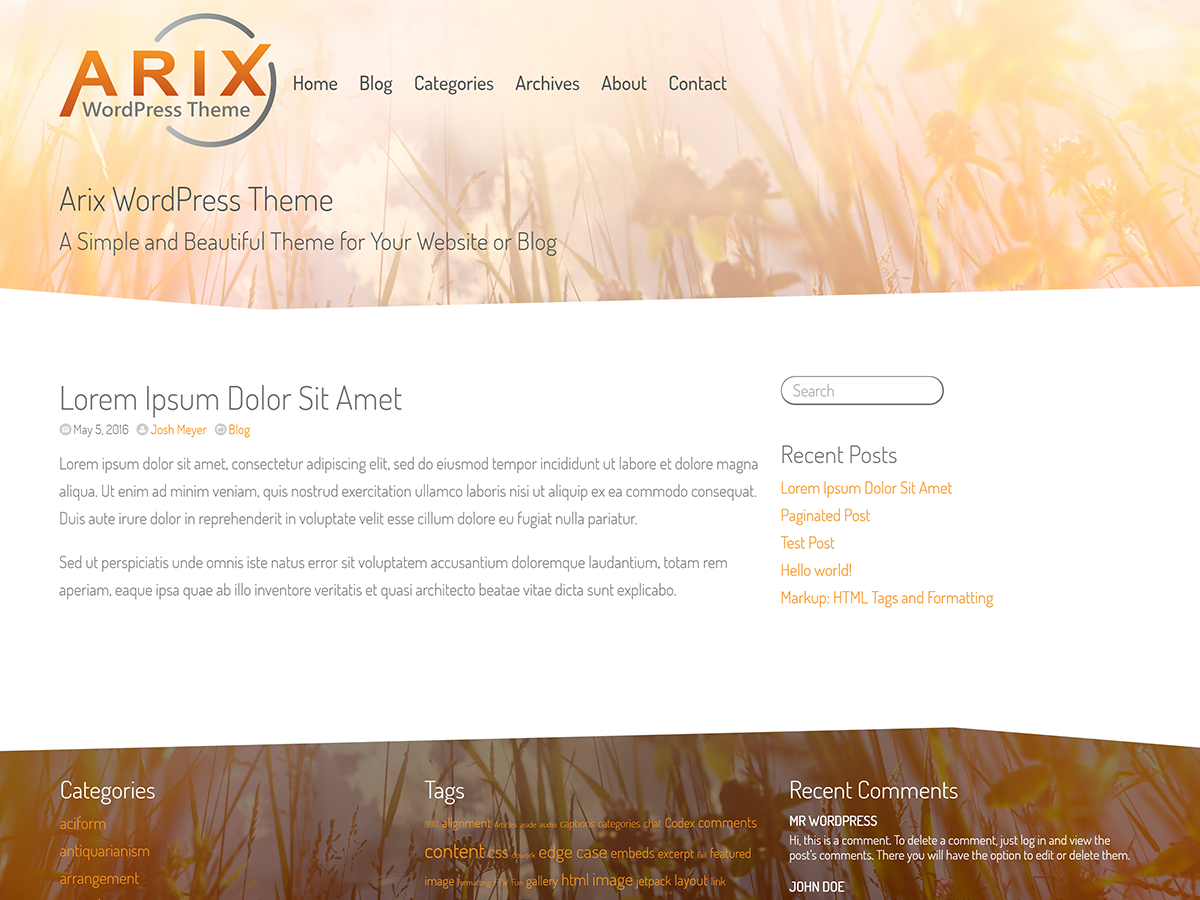 ARIX
WordPress Theme
Home Blog Categories Archives About Contact
Arix WordPress Theme
A Simple and Beautiful Theme for Your Website or Blog
Lorem Ipsum Dolor Sit Amet
May 5, 2016 Josh Meyer Blog
Lorem ipsum dolor sit amet, consectetur adipiscing elit, sed do eiusmod tempor incididunt ut labore et dolore magna
aliqua. Ut enim ad minim veniam, quis nostrud exercitation ullamco laboris nisi ut aliquip ex ea commodo consequat.
Duis aute irure dolor in reprehenderit in voluptate velit esse cillum dolore eu fugiat nulla pariatur.
Sed ut perspiciatis unde omnis iste natus error sit voluptatem accusantium doloremque laudantium, totam rem
aperiam, eaque ipsa quae ab illo inventore veritatis et quasi architecto beatae vitae dicta sunt explicabo.
Search
Recent Posts
Lorem Ipsum Dolor Sit Amet
Paginated Post
Test Post
Hello world!
Markup: HTML Tags and Formatting
Categories
aciform
antiquarianism
arrangement
Tags
8BIT alignment Articles aside audio captions categories chat Codex comments
content css dowork edge case embeds excerpt Fail featured
image formatting FTW Fun gallery html image jetpack layout link
Recent Comments
MR WORDPRESS
Hi, this is a comment. To delete a comment, just log in and view the
post's comments. There you will have the option to edit or delete them.
JOHN DOE